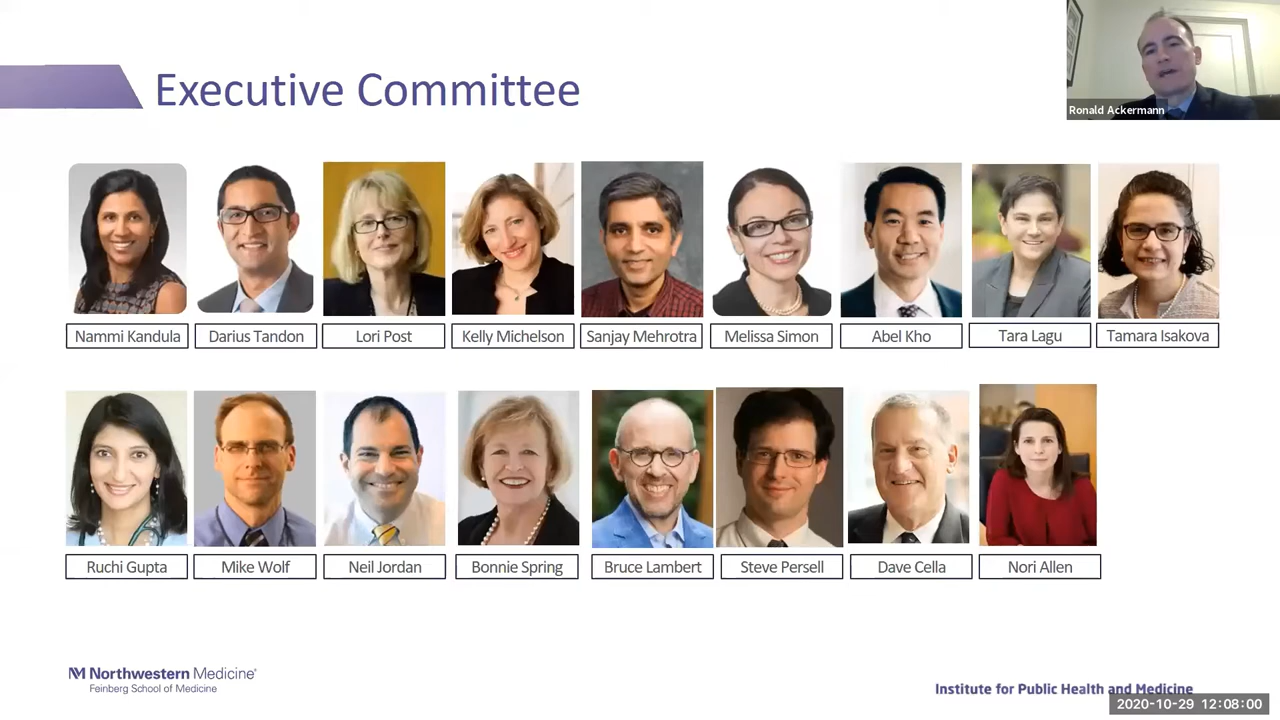 Executive Committee
Ronald Ackermann
Nammi Kandula
Darius Tandon
Lori Post
Kelly Michelson
Sanjay Mehrotra
Melissa Simon
Abel Kho
Tara Lagu
Tamara Isakova
Ruchi Gupta
Mike Wolf
Neil Jordan
Bonnie Spring
Bruce Lambert
Steve Persell
Dave Cella
Nori Allen
NM Northwestern Medicine
Feinberg School of Medicine
Institute for Public Health and Medicine
2020-10-29 12:08:00